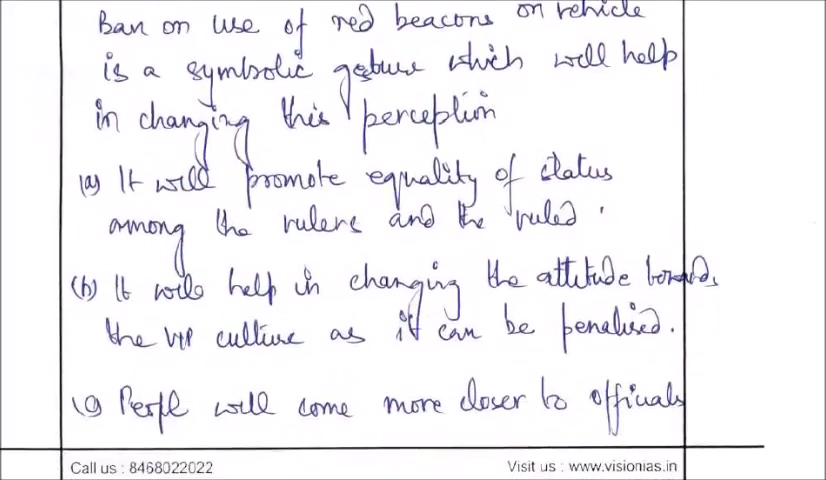 Ban on use of red beacons on vehicle
is a symbolic gesture which will help
in changing this perception
(a) It will promote equality of status
among the rulers and the ruled.
(b) It will help in changing the attitude towards
the VIP culture as it can be penalised.
(c) People will come more closer to officials
Call us : 8468022022
Visit us : www.visionias.in